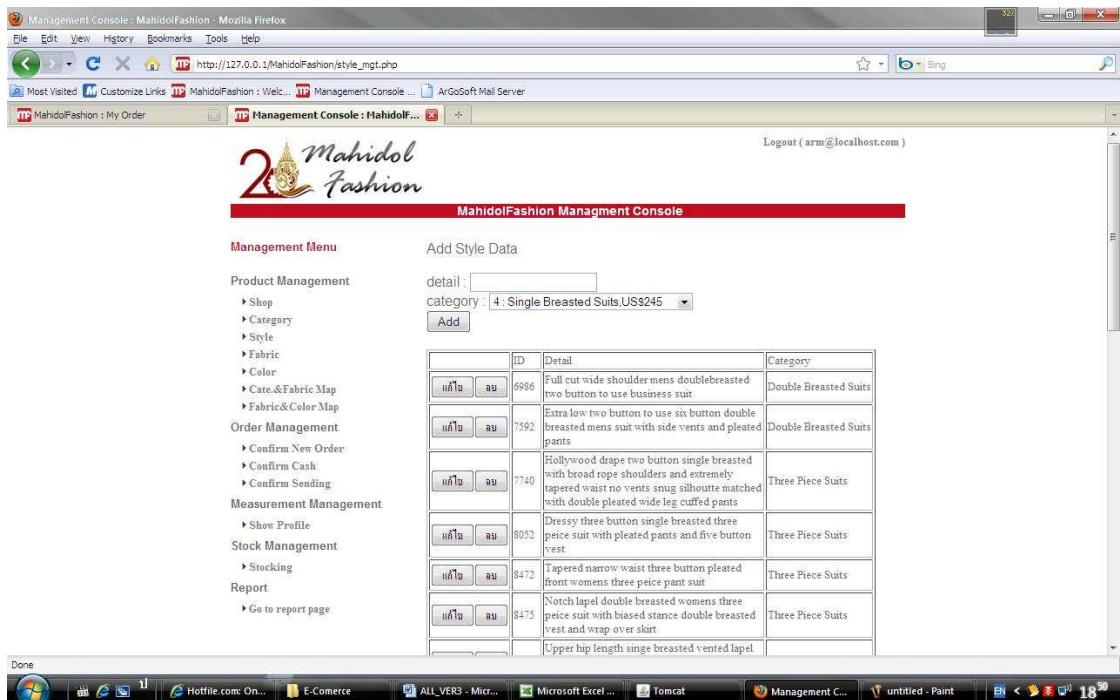 Management Console : MahidolFashion - Mozilla Firefox
32%
File Edit View History Bookmarks Tools Help
http://127.0.0.1/MahidolFashion/style_mgt.php
Bing
Most Visited Customize Links MahidolFashion : Welc... Management Console ... ArGoSoft Mail Server
MahidolFashion : My Order Management Console : MahidolF...
Mahidol
Fashion
Logout ( arm@localhost.com )
MahidolFashion Managment Console
Management Menu
Product Management
Shop
Category
Style
Fabric
Color
Cate.&Fabric Map
Fabric&Color Map
Order Management
Confirm New Order
Confirm Cash
Confirm Sending
Measurement Management
Show Profile
Stock Management
Stocking
Report
Go to report page
Add Style Data
detail :
category : 4 : Single Breasted Suits,US$245
Add
ID Detail Category
แก้ไข ลบ 6986 Full cut wide shoulder mens doublebreasted
two button to use business suit Double Breasted Suits
แก้ไข ลบ 7592 Extra low two button to use six button double
breasted mens suit with side vents and pleated
pants Double Breasted Suits
แก้ไข ลบ 7740 Hollywood drape two button single breasted
with broad rope shoulders and extremely
tapered waist no vents snug silhoutte matched
with double pleated wide leg cuffed pants Three Piece Suits
แก้ไข ลบ 8052 Dressy three button single breasted three
peice suit with pleated pants and five button
vest Three Piece Suits
แก้ไข ลบ 8472 Tapered narrow waist three button pleated
front womens three peice pant suit Three Piece Suits
แก้ไข ลบ 8475 Notch lapel double breasted womens three
peice suit with biased stance double breasted
vest and wrap over skirt Three Piece Suits
Upper hip length singe breasted vented lapel
Done
Hotfile.com: On... E-Comerce ALL_VER3 - Micr... Microsoft Excel ... Tomcat Management C... untitled - Paint EN 18:50